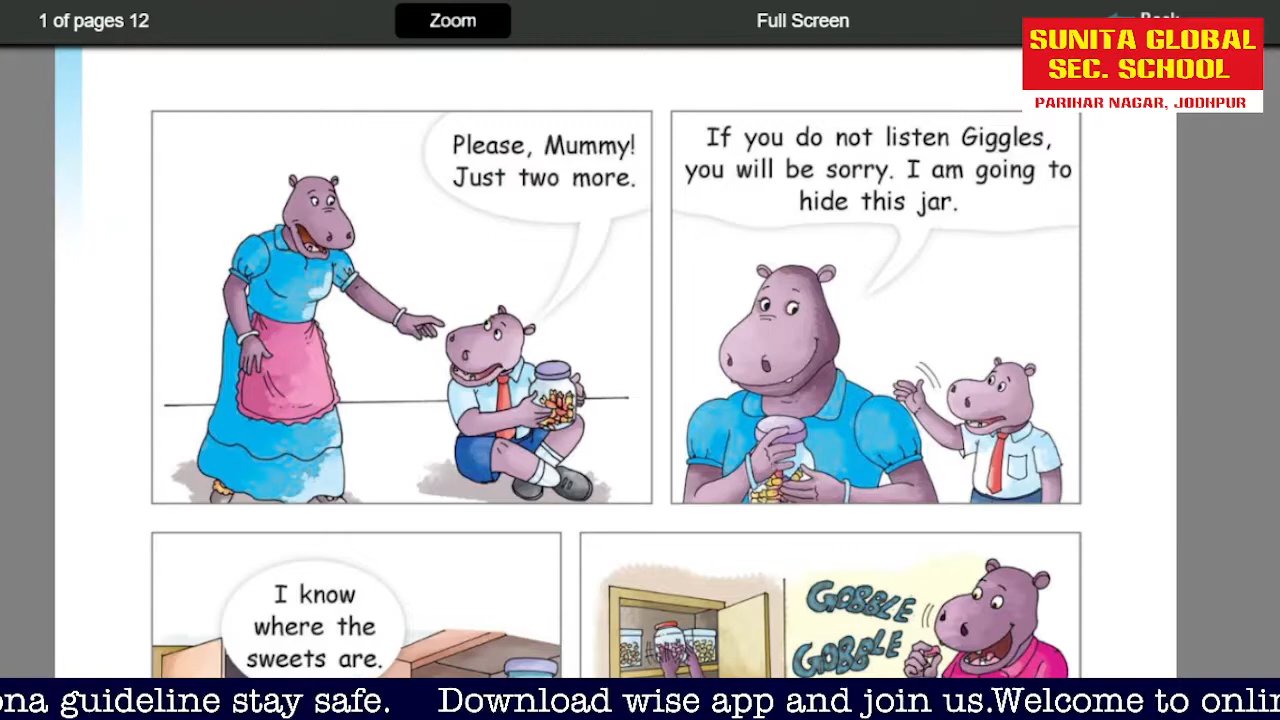 1 of pages 12
Zoom
Full Screen
Back
SUNITA GLOBAL
SEC. SCHOOL
PARIHAR NAGAR, JODHPUR
Please, Mummy!
Just two more.
If you do not listen Giggles,
you will be sorry. I am going to
hide this jar.
I know
where the
sweets are.
GOBBLE
GOBBLE
ona guideline stay safe. Download wise app and join us.Welcome to onlin